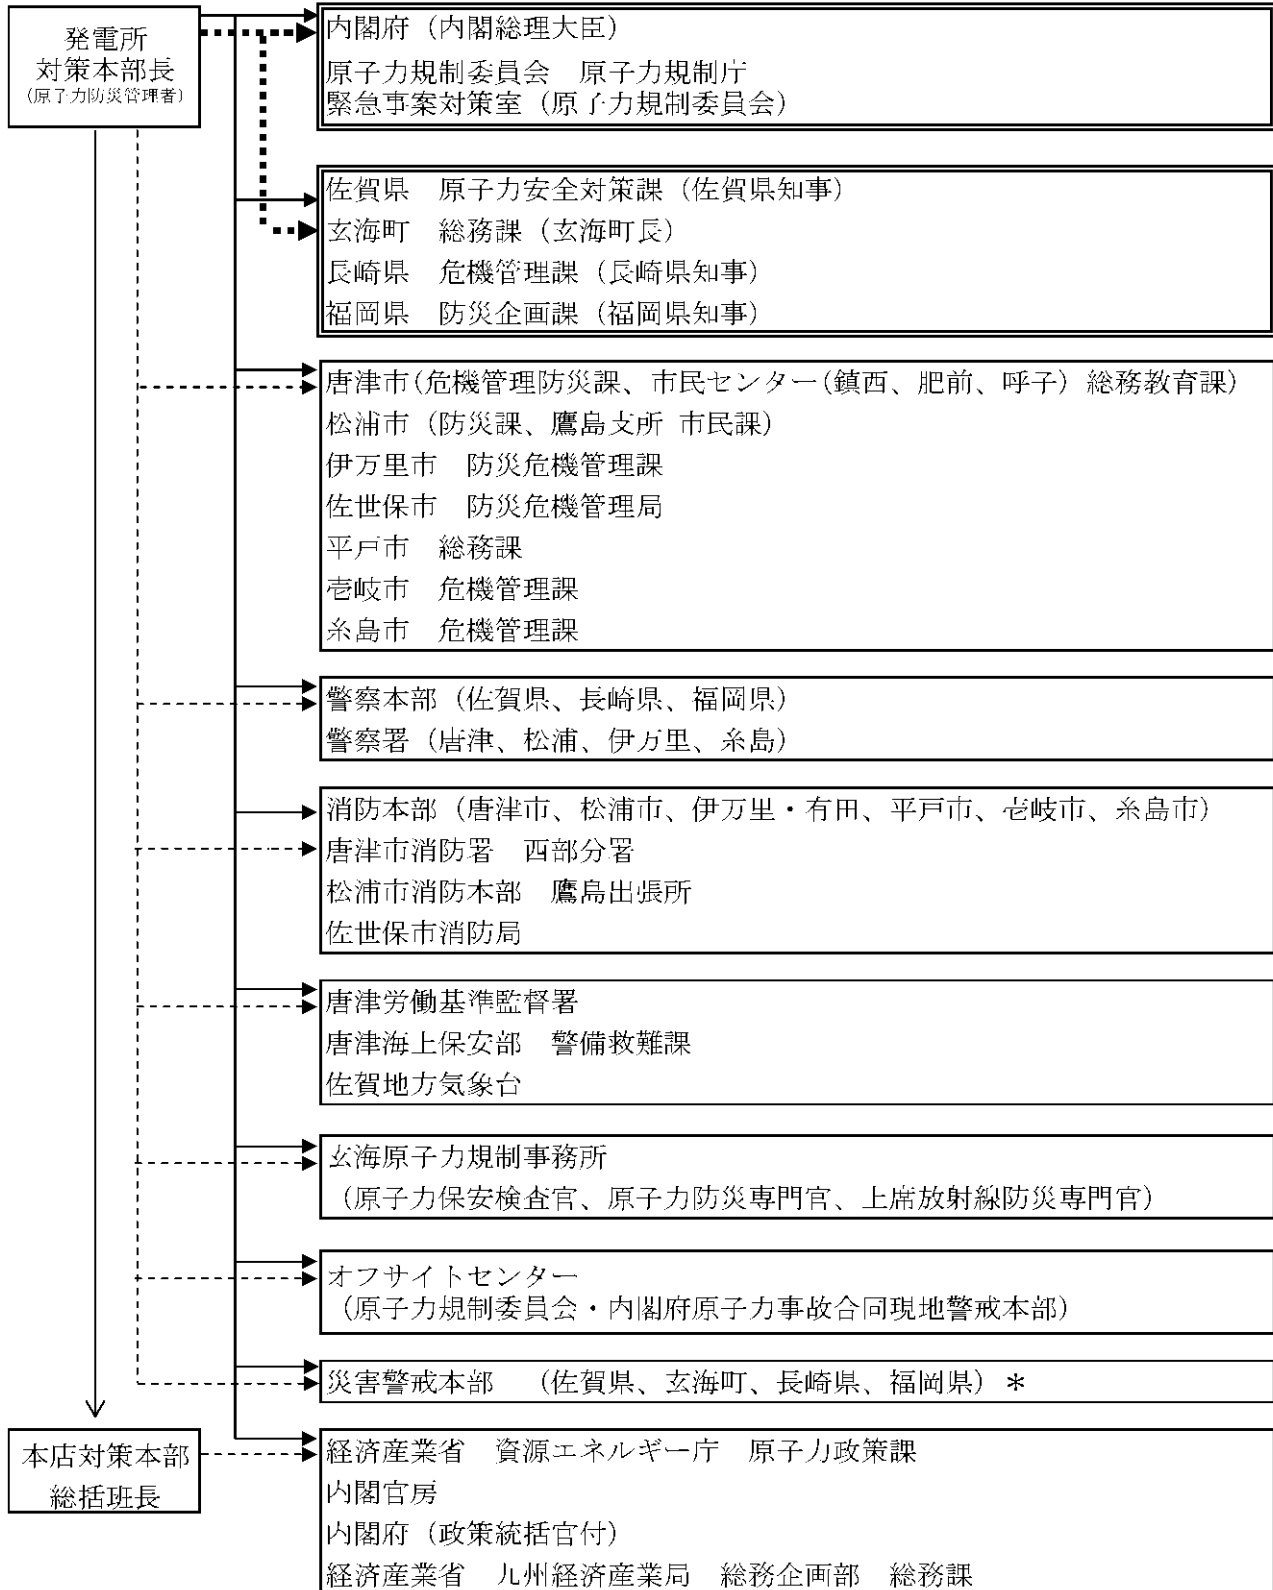 発電所
対策本部長
(原子力防災管理者)
内閣府（内閣総理大臣）
原子力規制委員会　原子力規制庁
緊急事案対策室（原子力規制委員会）
佐賀県　原子力安全対策課（佐賀県知事）
玄海町　総務課（玄海町長）
長崎県　危機管理課（長崎県知事）
福岡県　防災企画課（福岡県知事）
唐津市(危機管理防災課、市民センター(鎮西、肥前、呼子）総務教育課)
松浦市（防災課、鷹島支所 市民課）
伊万里市　防災危機管理課
佐世保市　防災危機管理局
平戸市　総務課
壱岐市　危機管理課
糸島市　危機管理課
警察本部（佐賀県、長崎県、福岡県）
警察署（唐津、松浦、伊万里、糸島）
消防本部（唐津市、松浦市、伊万里・有田、平戸市、壱岐市、糸島市）
唐津市消防署　西部分署
松浦市消防本部　鷹島出張所
佐世保市消防局
唐津労働基準監督署
唐津海上保安部　警備救難課
佐賀地方気象台
玄海原子力規制事務所
（原子力保安検査官、原子力防災専門官、上席放射線防災専門官）
オフサイトセンター
（原子力規制委員会・内閣府原子力事故合同現地警戒本部）
災害警戒本部　（佐賀県、玄海町、長崎県、福岡県）＊
本店対策本部
総括班長
経済産業省　資源エネルギー庁　原子力政策課
内閣官房
内閣府（政策統括官付）
経済産業省　九州経済産業局　総務企画部　総務課